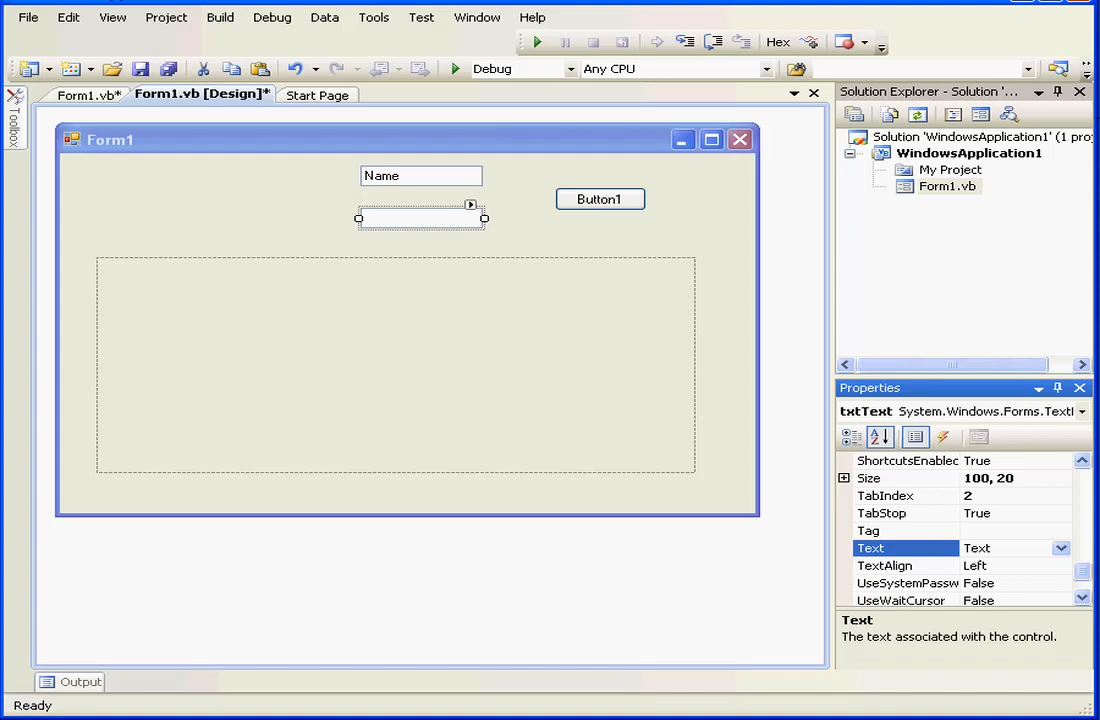 File Edit View Project Build Debug Data Tools Test Window Help
Hex
Debug Any CPU
Form1.vb* Form1.vb [Design]* Start Page
Toolbox
Form1
Name
Button1
Solution Explorer - Solution '...
Solution 'WindowsApplication1' (1 proj
WindowsApplication1
My Project
Form1.vb
Properties
txtText System.Windows.Forms.Text
ShortcutsEnabled True
Size 100, 20
TabIndex 2
TabStop True
Tag
Text Text
TextAlign Left
UseSystemPassw False
UseWaitCursor False
Text
The text associated with the control.
Output
Ready